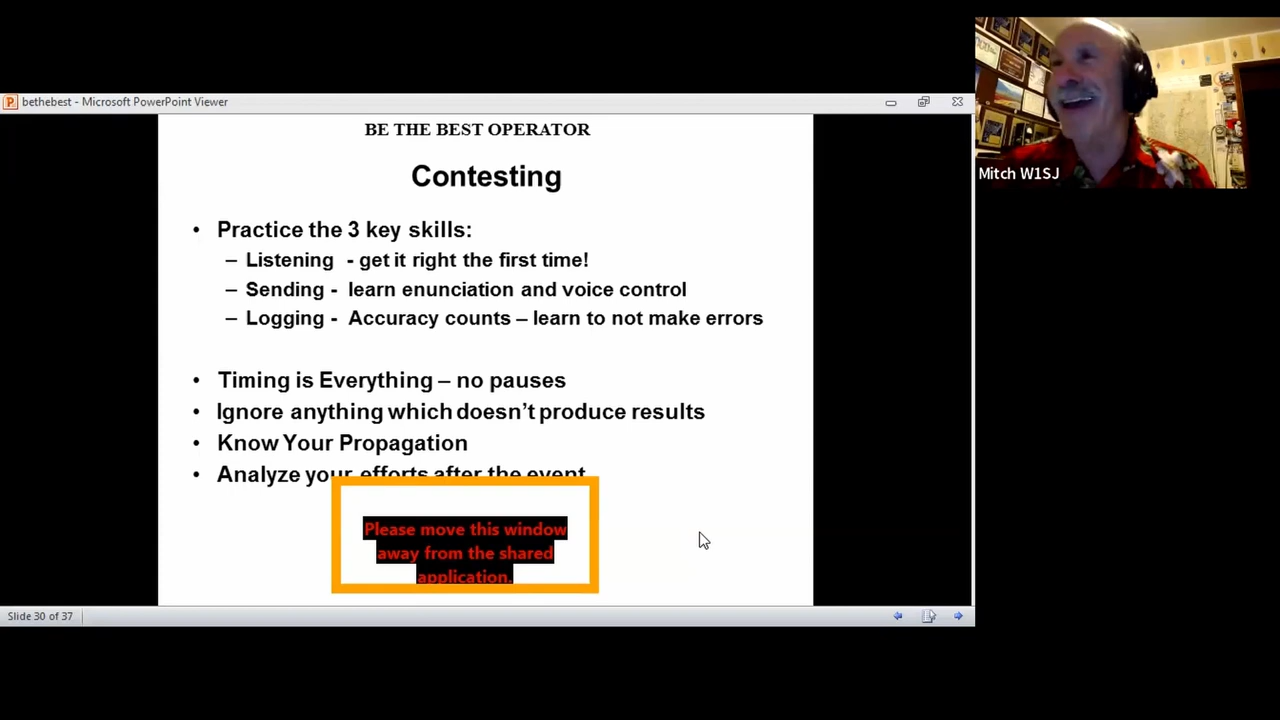 bethebest - Microsoft PowerPoint Viewer
BE THE BEST OPERATOR
Contesting
• Practice the 3 key skills:
– Listening - get it right the first time!
– Sending - learn enunciation and voice control
– Logging - Accuracy counts – learn to not make errors
• Timing is Everything – no pauses
• Ignore anything which doesn't produce results
• Know Your Propagation
• Analyze your efforts after the event
Please move this window
away from the shared
application.
Slide 30 of 37
Mitch W1SJ